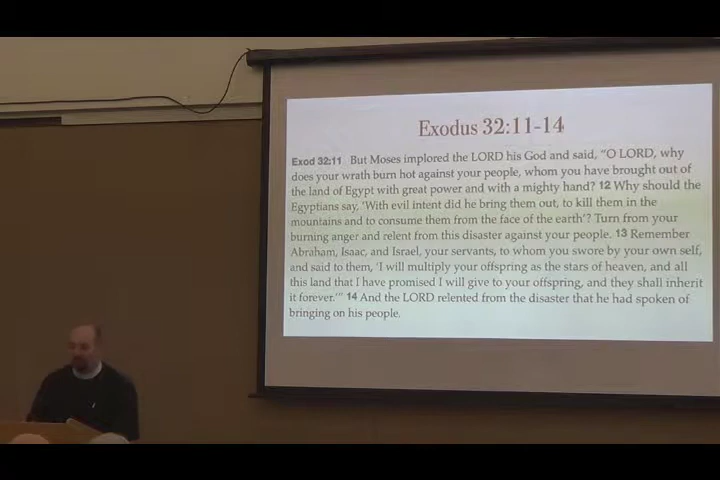 Exodus 32:11-14
Exod 32:11 But Moses implored the LORD his God and said, “O LORD, why
does your wrath burn hot against your people, whom you have brought out of
the land of Egypt with great power and with a mighty hand? 12 Why should the
Egyptians say, ‘With evil intent did he bring them out, to kill them in the
mountains and to consume them from the face of the earth’? Turn from your
burning anger and relent from this disaster against your people. 13 Remember
Abraham, Isaac, and Israel, your servants, to whom you swore by your own self,
and said to them, ‘I will multiply your offspring as the stars of heaven, and all
this land that I have promised I will give to your offspring, and they shall inherit
it forever.’” 14 And the LORD relented from the disaster that he had spoken of
bringing on his people.